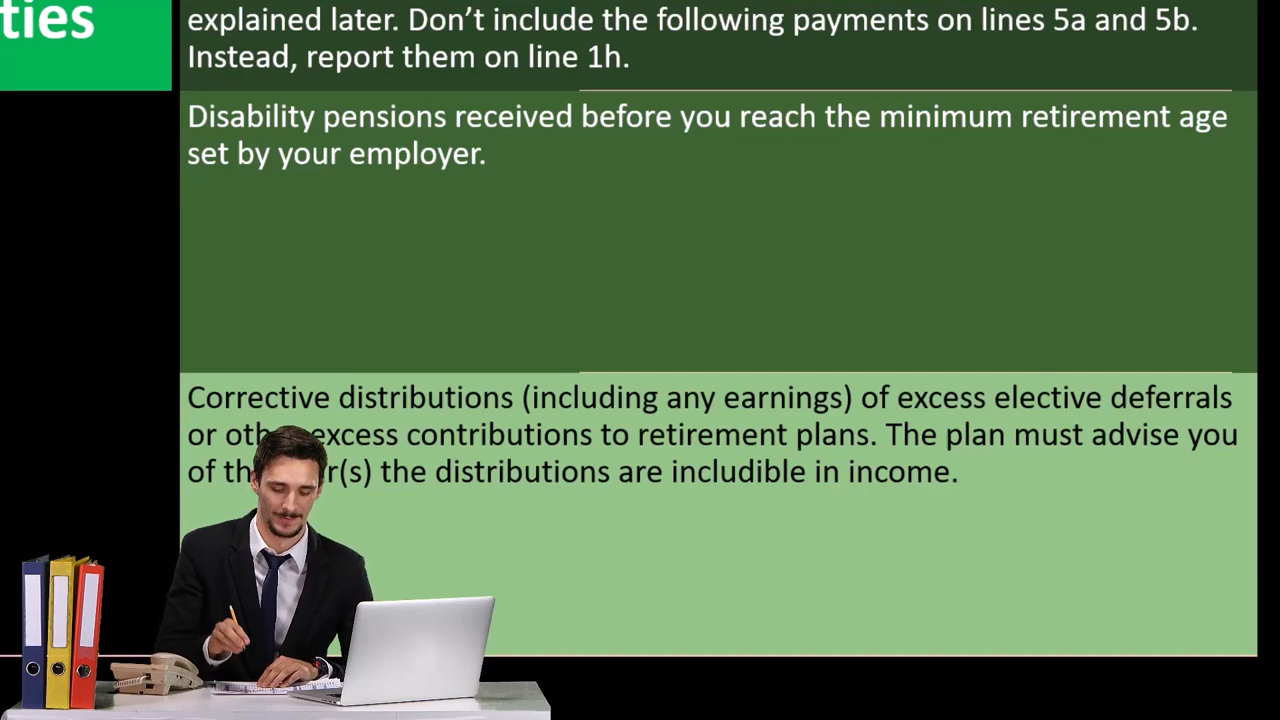 ties
explained later. Don’t include the following payments on lines 5a and 5b.
Instead, report them on line 1h.
Disability pensions received before you reach the minimum retirement age
set by your employer.
Corrective distributions (including any earnings) of excess elective deferrals
or excess contributions to retirement plans. The plan must advise you
of the distributions are includible in income.